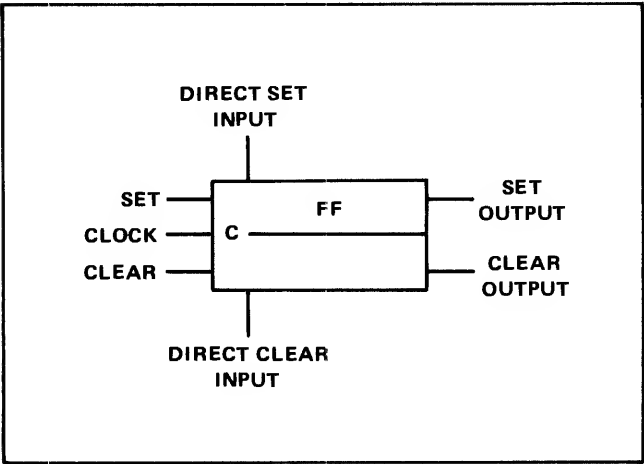 DIRECT SET
INPUT
SET
FF
SET
OUTPUT
CLOCK
C
CLEAR
CLEAR
OUTPUT
DIRECT CLEAR
INPUT